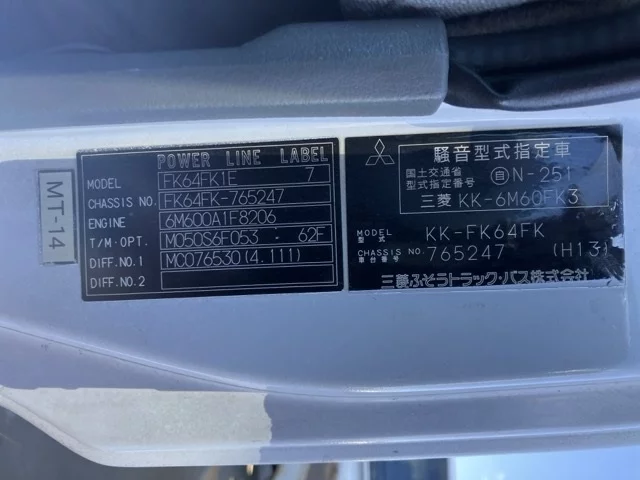 MT-14
POWER LINE LABEL
MODEL FK64FK1E 7
CHASSIS NO. FK64FK-765247
ENGINE 6M600A1F8206
T/M·OPT. M050S6F053 : 62F
DIFF.NO.1 MC076530(4.111)
DIFF.NO.2
騒音型式指定車
国土交通省
型式指定番号 自 N-251
三菱 KK-6M60FK3
MODEL
型式 KK-FK64FK
CHASSIS NO.
車台番号 765247 (H13)
三菱ふそうトラック・バス株式会社